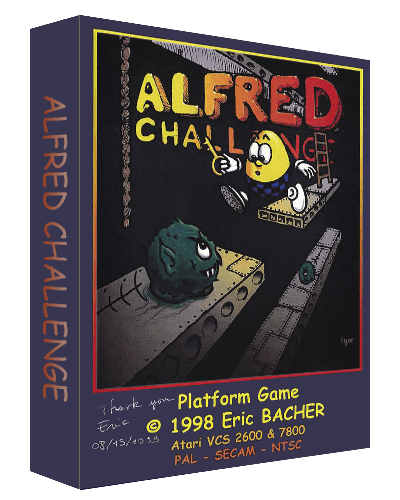 ALFRED CHALLENGE
ALFRED
CHALLENGE
Igor
Thank you
Eric
08/15/1999
Platform Game
© 1998 Eric BACHER
Atari VCS 2600 & 7800
PAL - SECAM - NTSC